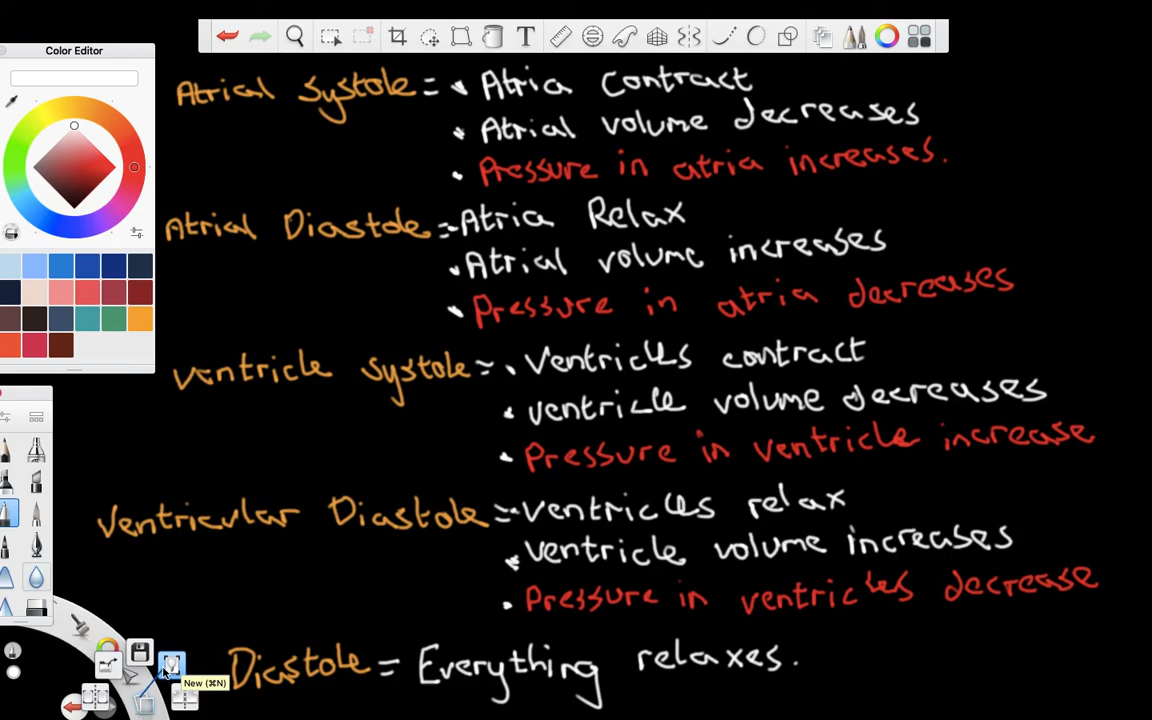 Color Editor
Atrial Systole = • Atria Contract
• Atrial volume decreases
• Pressure in atria increases.
Atrial Diastole = • Atria Relax
• Atrial volume increases
• Pressure in atria decreases
Ventricle systole = • Ventricles contract
• Ventricle volume decreases
• Pressure in ventricle increase
Ventricular Diastole = • Ventricles relax
• Ventricle volume increases
• Pressure in ventricles decrease
Diastole = Everything relaxes.
New (⌘N)